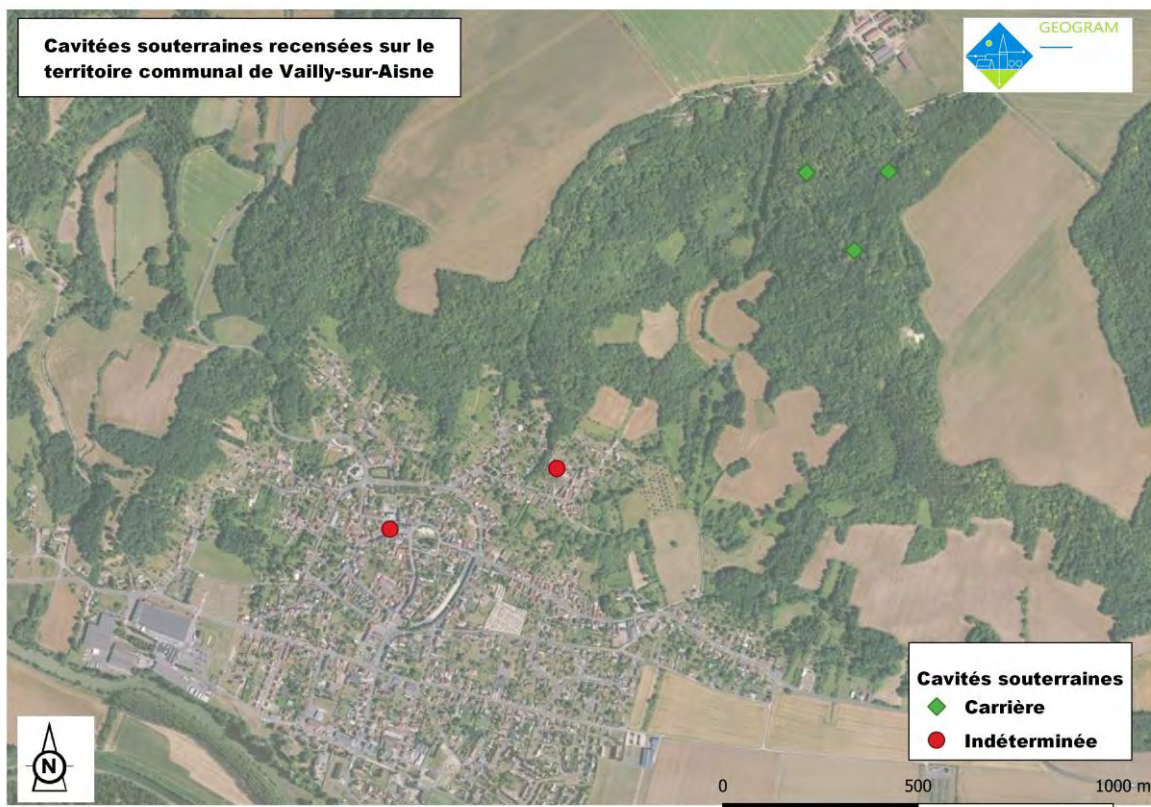 Cavitées souterraines recensées sur le
territoire communal de Vailly-sur-Aisne
GEOGRAM
Cavités souterraines
Carrière
Indéterminée
N
0 500 1000 m